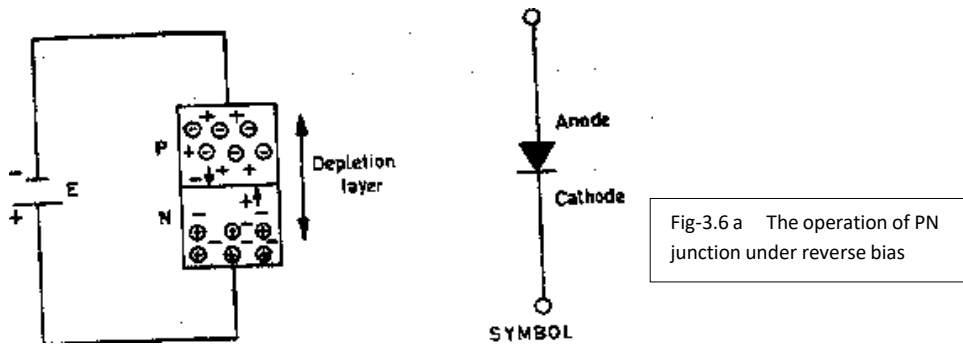 -
E
+
P
N
+ + +
- - -
+
- - -
+ +
-
+
- -
- - -
+ + +
+ + +
Depletion
layer
Anode
Cathode
SYMBOL
Fig-3.6 a The operation of PN
junction under reverse bias